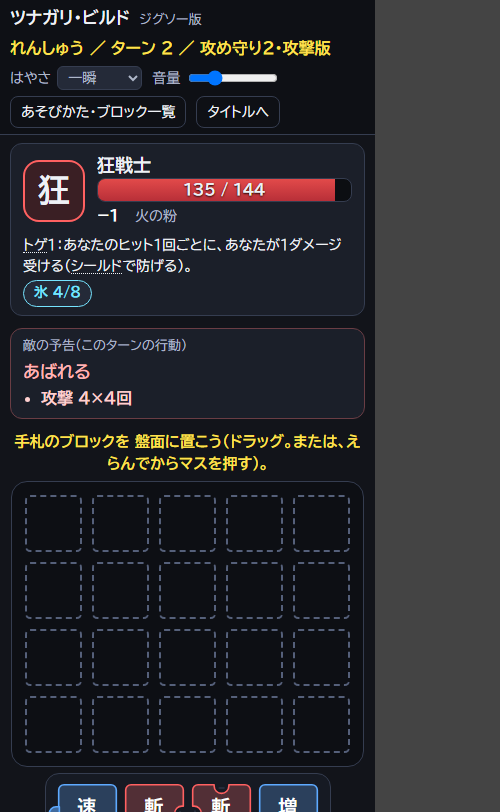 ツナガリ・ビルド ジグソー版
れんしゅう ／ ターン 2 ／ 攻め守り2・攻撃版
はやさ 一瞬 音量
あそびかた・ブロック一覧 タイトルへ
狂 狂戦士
135 / 144
−1 火の粉
トゲ1：あなたのヒット1回ごとに、あなたが1ダメージ
受ける（シールドで防げる）。
氷 4/8
敵の予告（このターンの行動）
あばれる
• 攻撃 4×4回
手札のブロックを 盤面に置こう（ドラッグ。または、え
らんでからマスを押す）。
速 斬 斬 増